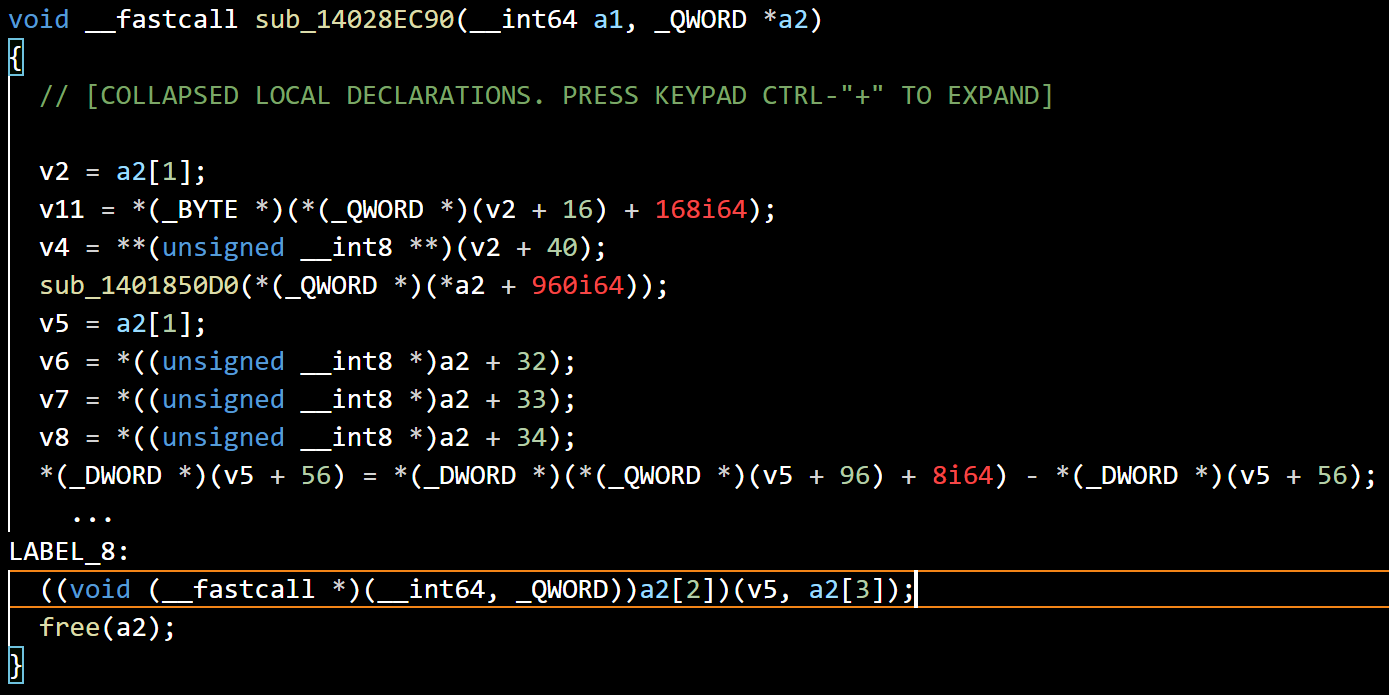 void __fastcall sub_14028EC90(__int64 a1, _QWORD *a2)
{
// [COLLAPSED LOCAL DECLARATIONS. PRESS KEYPAD CTRL-"+" TO EXPAND]
v2 = a2[1];
v11 = *(_BYTE *)(*(_QWORD *)(v2 + 16) + 168i64);
v4 = **(unsigned __int8 **)(v2 + 40);
sub_1401850D0(*(_QWORD *)(*a2 + 960i64));
v5 = a2[1];
v6 = *((unsigned __int8 *)a2 + 32);
v7 = *((unsigned __int8 *)a2 + 33);
v8 = *((unsigned __int8 *)a2 + 34);
*(_DWORD *)(v5 + 56) = *(_DWORD *)(*(_QWORD *)(v5 + 96) + 8i64) - *(_DWORD *)(v5 + 56);
...
LABEL_8:
((void (__fastcall *)(__int64, _QWORD))a2[2])(v5, a2[3]);
free(a2);
}